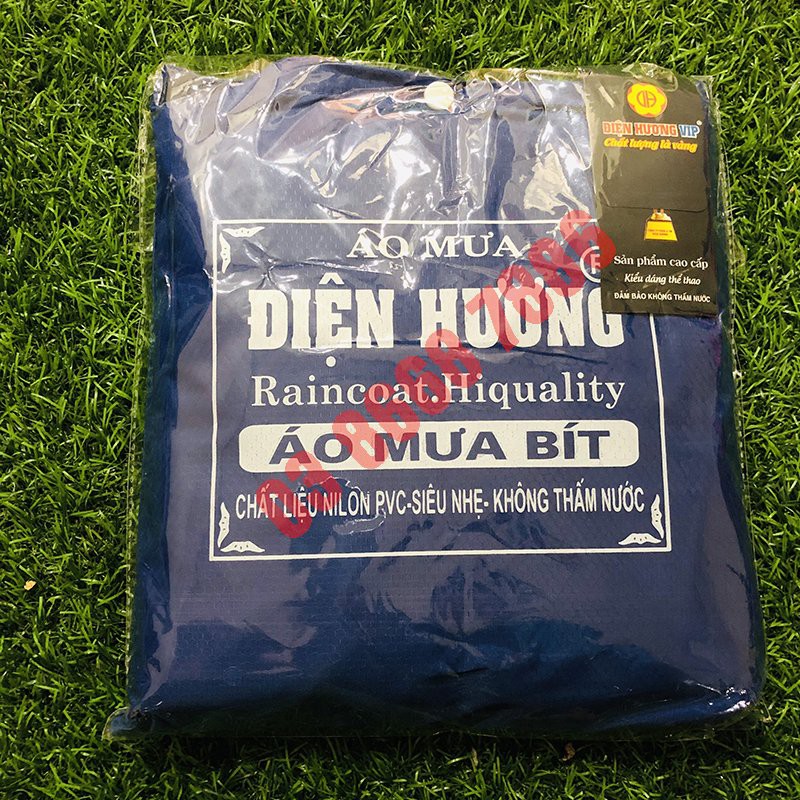 ÁO MƯA
R
ĐIỆN HƯƠNG
Raincoat.Hiquality
ÁO MƯA BÍT
CHẤT LIỆU NILON PVC-SIÊU NHẸ- KHÔNG THẤM NƯỚC
ĐIỆN HƯƠNG VIP®
Chất lượng là vàng
Sản phẩm cao cấp
Kiểu dáng thể thao
ĐẢM BẢO KHÔNG THẤM NƯỚC